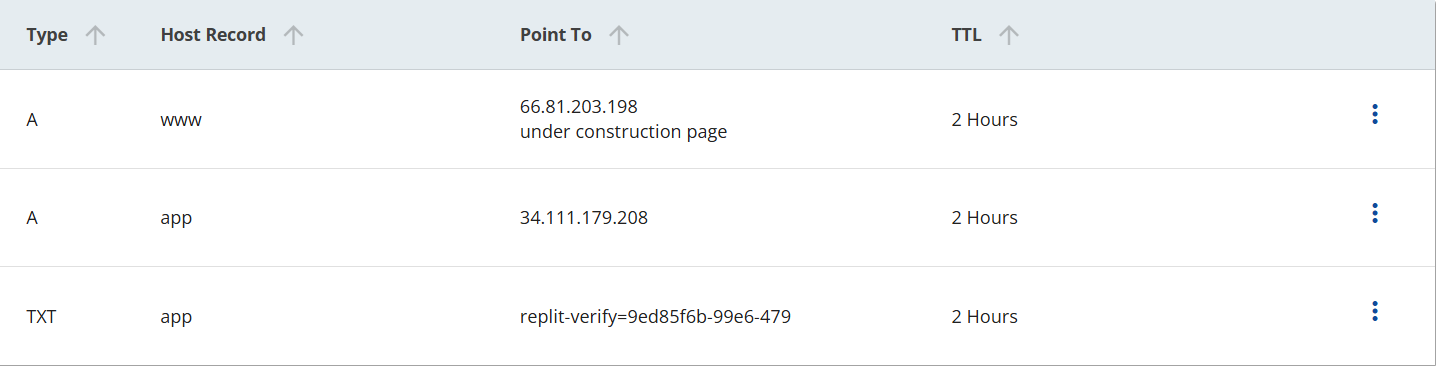 Type Host Record Point To TTL
A www 66.81.203.198 2 Hours
under construction page
A app 34.111.179.208 2 Hours
TXT app replit-verify=9ed85f6b-99e6-479 2 Hours